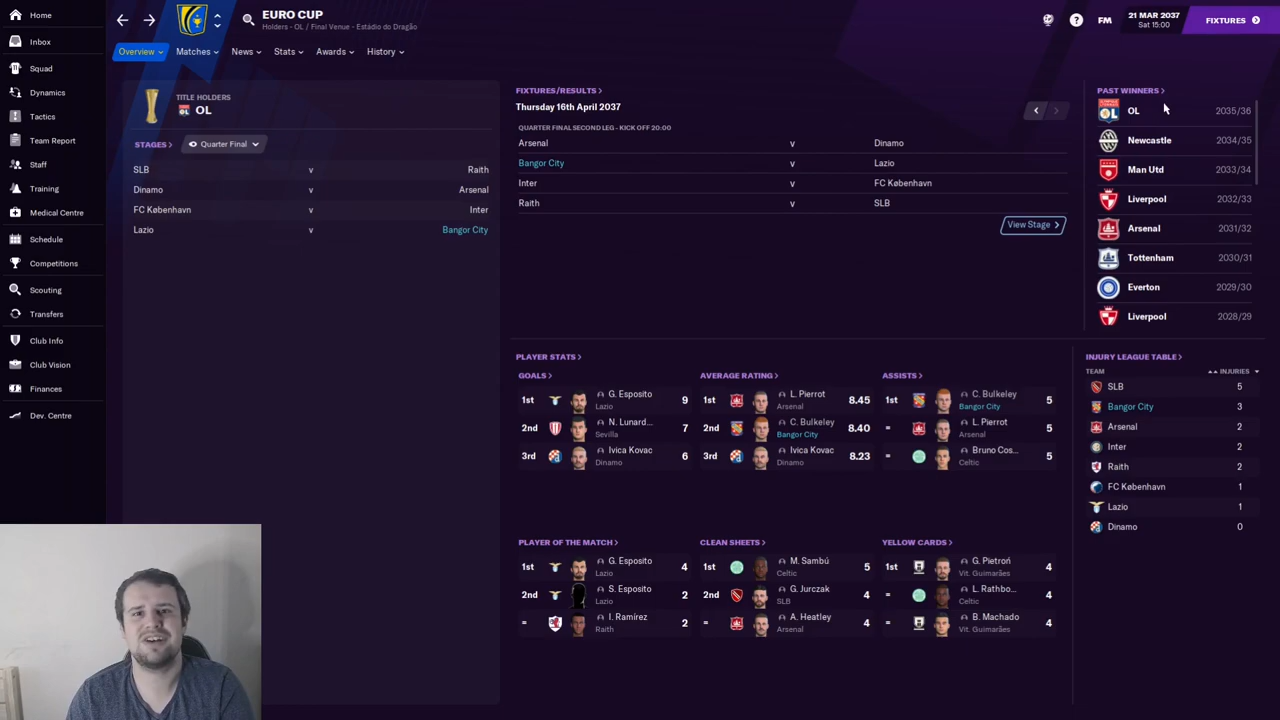 Home
Inbox
Squad
Dynamics
Tactics
Team Report
Staff
Training
Medical Centre
Schedule
Competitions
Scouting
Transfers
Club Info
Club Vision
Finances
Dev. Centre
EURO CUP
Holders - OL / Final Venue - Estádio do Dragão
FM
21 MAR 2037
Sat 15:00
FIXTURES
Overview
Matches
News
Stats
Awards
History
TITLE HOLDERS
OL
STAGES
Quarter Final
SLB v Raith
Dinamo v Arsenal
FC København v Inter
Lazio v Bangor City
FIXTURES/RESULTS
Thursday 16th April 2037
QUARTER FINAL SECOND LEG - KICK OFF 20:00
Arsenal v Dinamo
Bangor City v Lazio
Inter v FC København
Raith v SLB
View Stage
PAST WINNERS
OL 2035/36
Newcastle 2034/35
Man Utd 2033/34
Liverpool 2032/33
Arsenal 2031/32
Tottenham 2030/31
Everton 2029/30
Liverpool 2028/29
PLAYER STATS
GOALS
1st G. Esposito 9
Lazio
2nd N. Lunard... 7
Sevilla
3rd Ivica Kovac 6
Dinamo
AVERAGE RATING
1st L. Pierrot 8.45
Arsenal
2nd C. Bulkeley 8.40
Bangor City
3rd Ivica Kovac 8.23
Dinamo
ASSISTS
1st C. Bulkeley 5
Bangor City
= L. Pierrot 5
Arsenal
= Bruno Cos... 5
Celtic
PLAYER OF THE MATCH
1st G. Esposito 4
Lazio
2nd S. Esposito 2
Lazio
= I. Ramírez 2
Raith
CLEAN SHEETS
1st M. Sambú 5
Celtic
2nd G. Jurczak 4
SLB
= A. Heatley 4
Arsenal
YELLOW CARDS
1st G. Pietroń 4
Vit. Guimarães
= L. Rathbo... 4
Celtic
= B. Machado 4
Vit. Guimarães
INJURY LEAGUE TABLE
TEAM INJURIES
SLB 5
Bangor City 3
Arsenal 2
Inter 2
Raith 2
FC København 1
Lazio 1
Dinamo 0